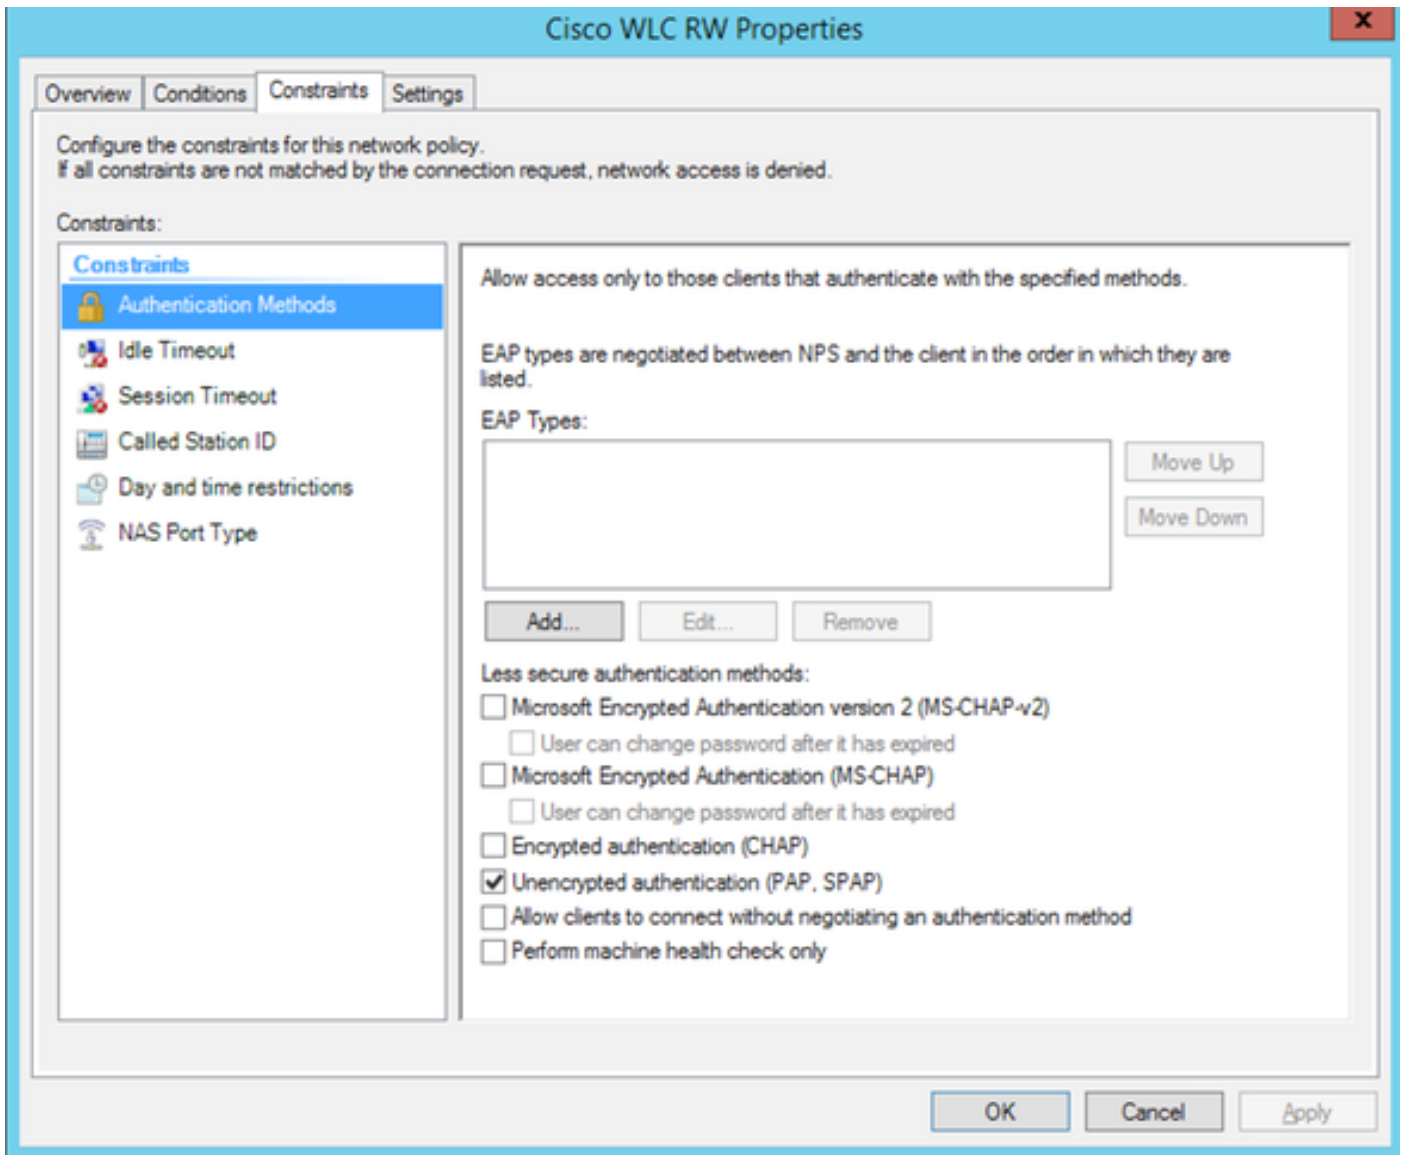 Cisco WLC RW Properties
x
Overview Conditions Constraints Settings
Configure the constraints for this network policy.
If all constraints are not matched by the connection request, network access is denied.
Constraints:
Constraints
Authentication Methods
Idle Timeout
Session Timeout
Called Station ID
Day and time restrictions
NAS Port Type
Allow access only to those clients that authenticate with the specified methods.
EAP types are negotiated between NPS and the client in the order in which they are
listed.
EAP Types:
Move Up
Move Down
Add... Edit... Remove
Less secure authentication methods:
Microsoft Encrypted Authentication version 2 (MS-CHAP-v2)
User can change password after it has expired
Microsoft Encrypted Authentication (MS-CHAP)
User can change password after it has expired
Encrypted authentication (CHAP)
Unencrypted authentication (PAP, SPAP)
Allow clients to connect without negotiating an authentication method
Perform machine health check only
OK Cancel Apply